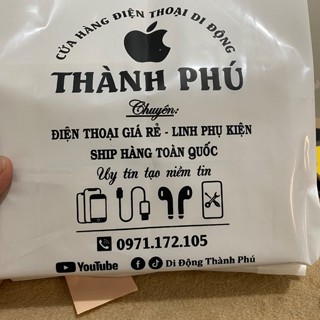 CỬA HÀNG ĐIỆN THOẠI DI ĐỘNG
THÀNH PHÚ
Chuyên:
ĐIỆN THOẠI GIÁ RẺ - LINH PHỤ KIỆN
SHIP HÀNG TOÀN QUỐC
Uy tín tạo niềm tin
0971.172.105
YouTube Di Động Thành Phú